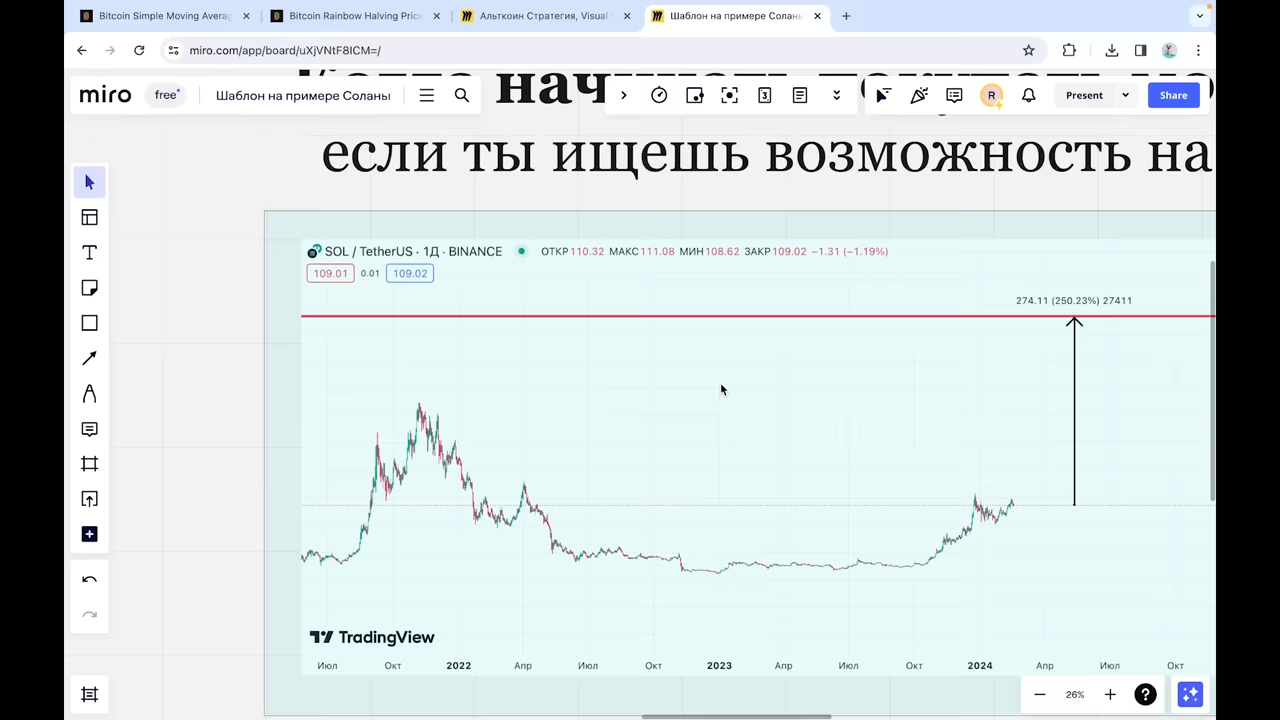 Bitcoin Simple Moving Averag
Bitcoin Rainbow Halving Price
Альткоин Стратегия, Visual
Шаблон на примере Соланы
miro.com/app/board/uXjVNtF8ICM=/
miro
free
Шаблон на примере Соланы
3
R
Present
Share
нач
если ты ищешь возможность на
SOL / TetherUS · 1Д · BINANCE
ОТКР 110.32 МАКС 111.08 МИН 108.62 ЗАКР 109.02 −1.31 (−1.19%)
109.01 0.01 109.02
274.11 (250.23%) 27411
TradingView
Июл Окт 2022 Апр Июл Окт 2023 Апр Июл Окт 2024 Апр Июл Окт
26%